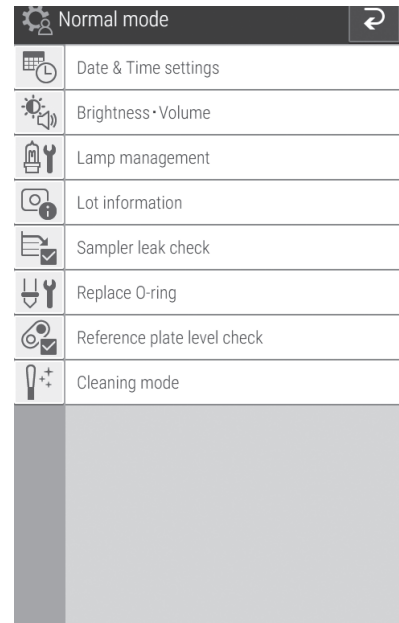 Normal mode
Date & Time settings
Brightness・Volume
Lamp management
Lot information
Sampler leak check
Replace O-ring
Reference plate level check
Cleaning mode